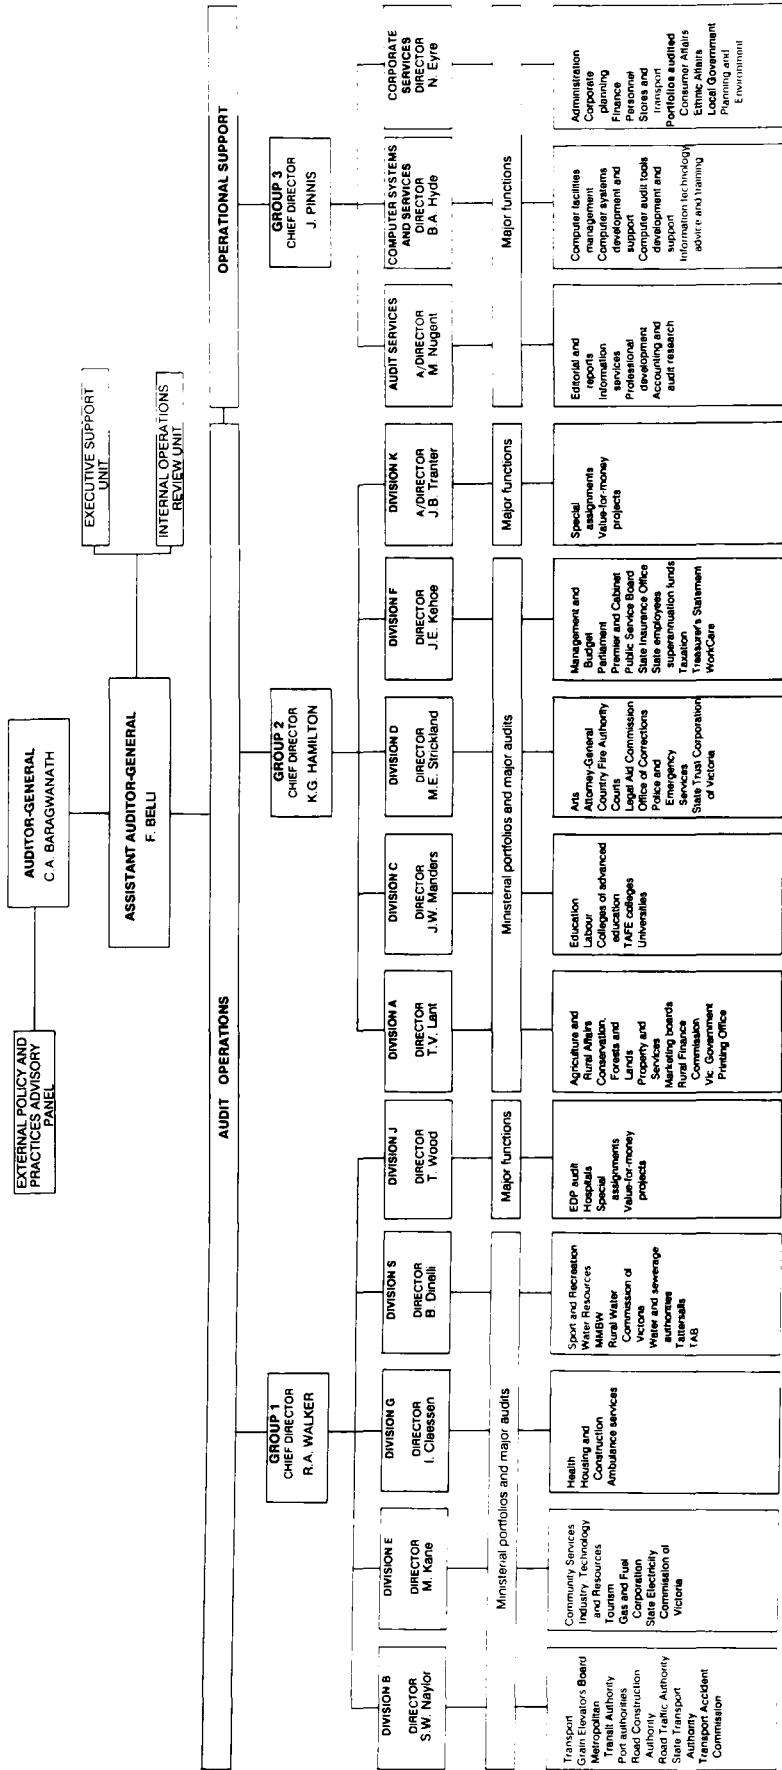 EXTERNAL POLICY AND
PRACTICES ADVISORY
PANEL
AUDITOR-GENERAL
C.A. BARAGWANATH
ASSISTANT AUDITOR-GENERAL
F. BELLI
EXECUTIVE SUPPORT
UNIT
INTERNAL OPERATIONS
REVIEW UNIT
AUDIT OPERATIONS
OPERATIONAL SUPPORT
GROUP 1
CHIEF DIRECTOR
R.A. WALKER
GROUP 2
CHIEF DIRECTOR
K.G. HAMILTON
GROUP 3
CHIEF DIRECTOR
J. PINNIS
DIVISION B
DIRECTOR
S.W. Naylor
DIVISION E
DIRECTOR
M. Kane
DIVISION G
DIRECTOR
I. Claessen
DIVISION S
DIRECTOR
B. Dinelli
DIVISION J
DIRECTOR
T. Wood
DIVISION A
DIRECTOR
T.V. Lant
DIVISION C
DIRECTOR
J.W. Manders
DIVISION D
DIRECTOR
M.E. Strickland
DIVISION F
DIRECTOR
J.E. Kehoe
DIVISION K
A/DIRECTOR
J.B. Tranter
AUDIT SERVICES
A/DIRECTOR
M. Nugent
COMPUTER SYSTEMS
AND SERVICES
DIRECTOR
B.A. Hyde
CORPORATE
SERVICES
DIRECTOR
N. Eyre
Ministerial portfolios and major audits
Major functions
Ministerial portfolios and major audits
Major functions
Major functions
Transport
Grain Elevators Board
Metropolitan
Transit Authority
Port authorities
Road Construction
Authority
Road Traffic Authority
State Transport
Authority
Transport Accident
Commission
Community Services
Industry Technology
and Resources
Tourism
Gas and Fuel
Corporation
State Electricity
Commission of
Victoria
Health
Housing and
Construction
Ambulance services
Sport and Recreation
Water Resources
MMBW
Rural Water
Commission of
Victoria
Water and sewerage
authorities
Tattersalls
TAB
EDP audit
Hospitals
Special
assignments
Value-for-money
projects
Agriculture and
Rural Affairs
Conservation,
Forests and
Lands
Property and
Services
Marketing boards
Rural Finance
Commission
Vic. Government
Printing Office
Education
Labour
Colleges of advanced
education
TAFE colleges
Universities
Arts
Attorney-General
Country Fire Authority
Courts
Legal Aid Commission
Office of Corrections
Police and
Emergency
Services
State Trust Corporation
of Victoria
Management and
Budget
Parliament
Premier and Cabinet
Public Service Board
State Insurance Office
State employees
superannuation funds
Taxation
Treasurer's Statement
WorkCare
Special
assignments
Value-for-money
projects
Editorial and
reports
Information
services
Professional
development
Accounting and
audit research
Computer facilities
management
Computer systems
development and
support
Computer audit tools
development and
support
Information technology
advice and training
Administration
Corporate
planning
Finance
Personnel
Stores and
transport
Portfolios audited
Consumer Affairs
Ethnic Affairs
Local Government
Planning and
Environment